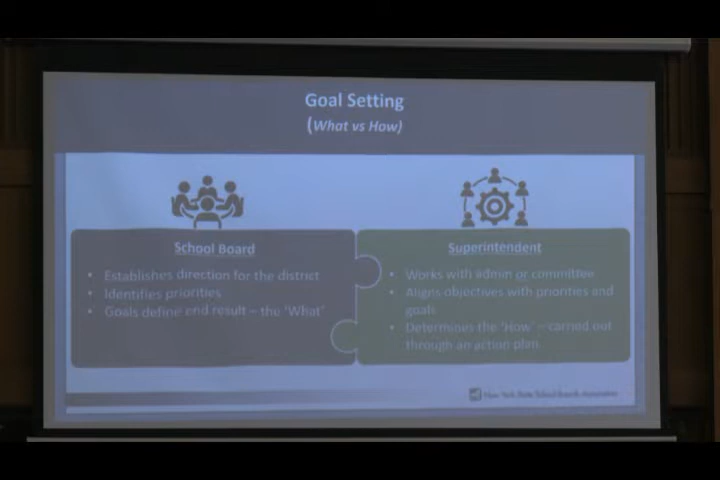 Goal Setting
(What vs How)
School Board
• Establishes direction for the district
• Identifies priorities
• Goals define end result – the 'What'
Superintendent
• Works with admin or committee
• Aligns objectives with priorities and
goals
• Determines the 'How' – carried out
through an action plan
New York State School Boards Association